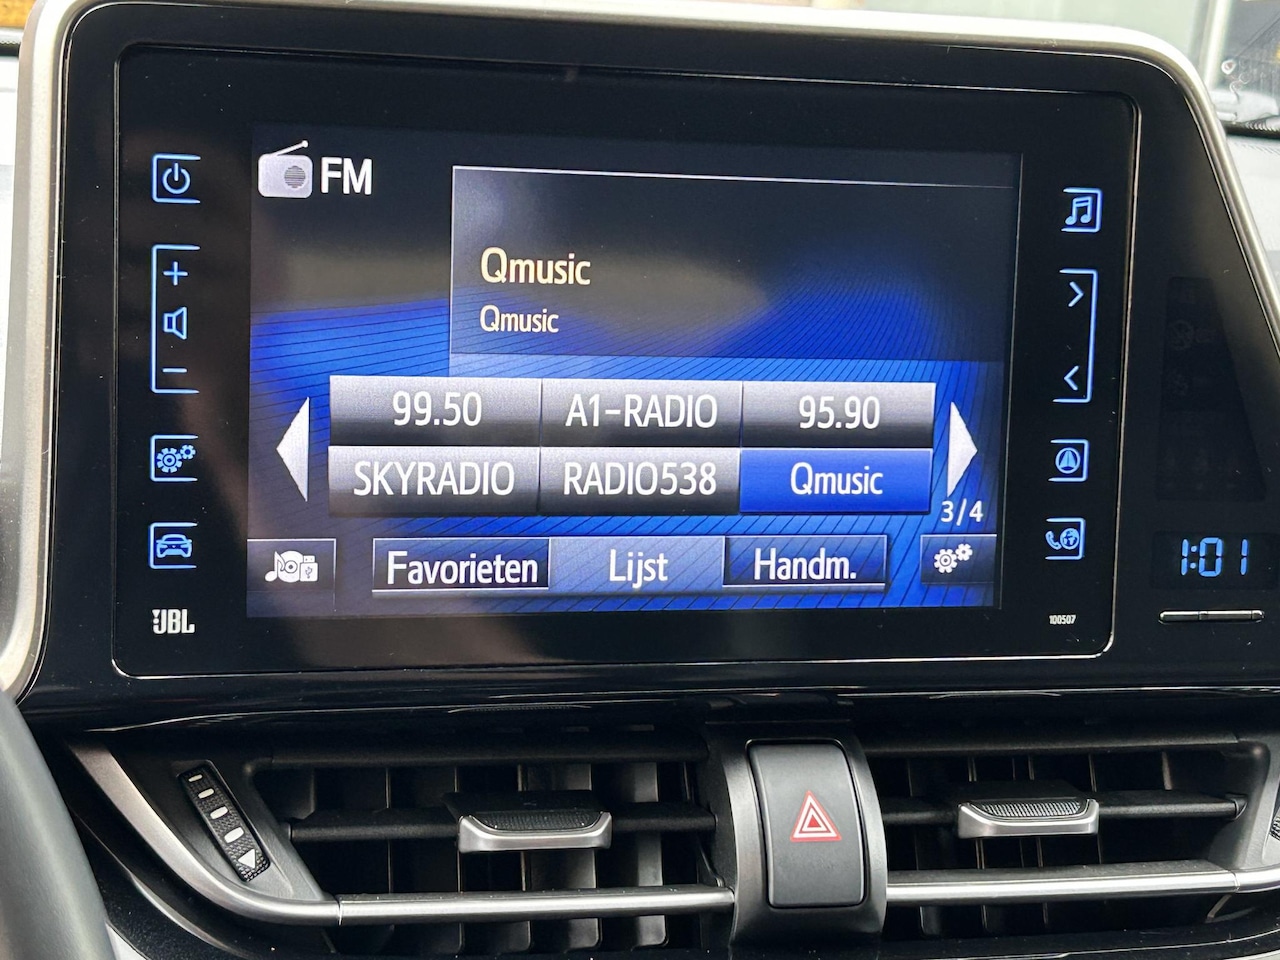 FM
Qmusic
Qmusic
99.50 A1-RADIO 95.90
SKYRADIO RADIO538 Qmusic
3/4
Favorieten Lijst Handm.
JBL
100507
1:01